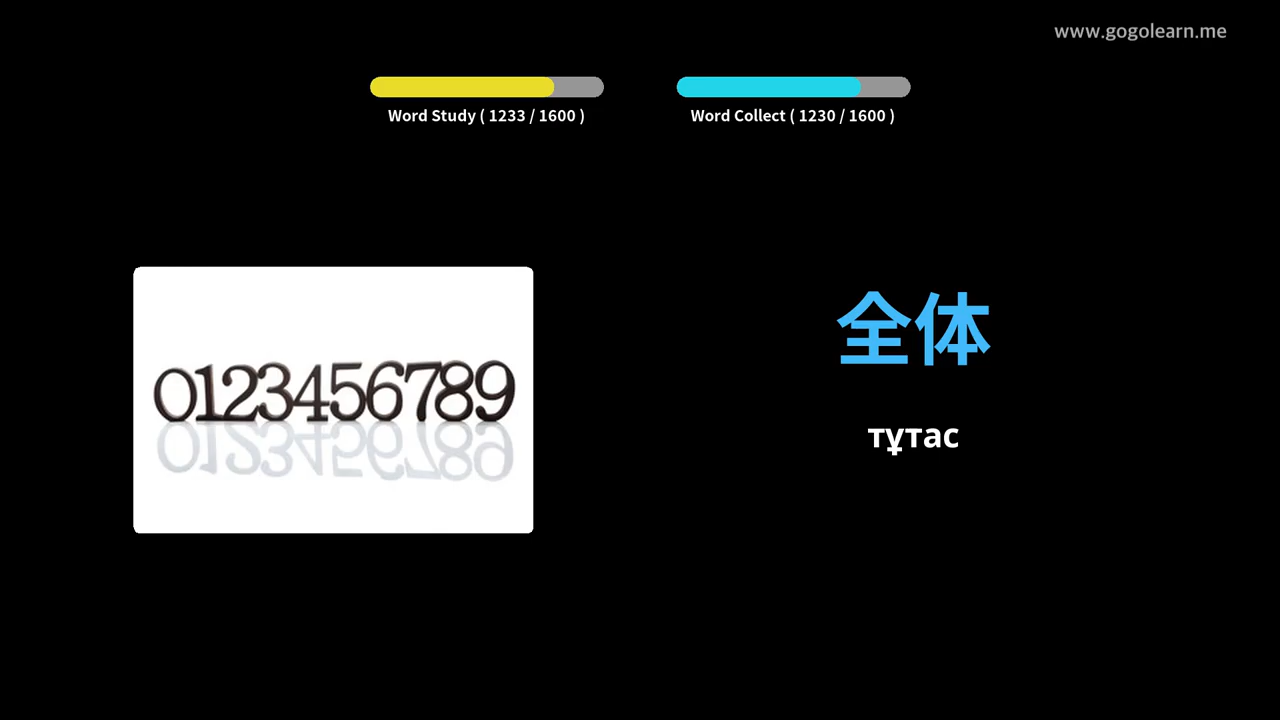 www.gogolearn.me
Word Study ( 1233 / 1600 )
Word Collect ( 1230 / 1600 )
0123456789
全体
тұтас